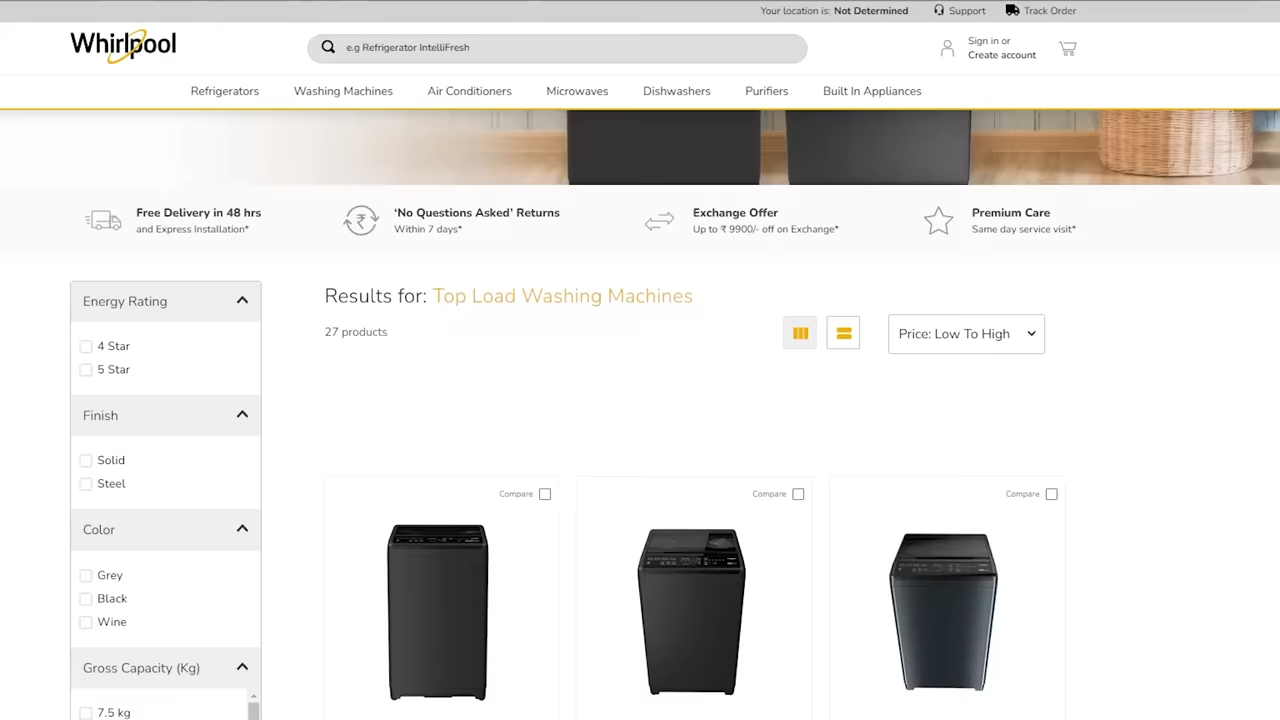 Your location is: Not Determined
Support
Track Order
Whirlpool
e.g Refrigerator IntelliFresh
Sign in or
Create account
Refrigerators
Washing Machines
Air Conditioners
Microwaves
Dishwashers
Purifiers
Built In Appliances
Free Delivery in 48 hrs
and Express Installation*
‘No Questions Asked’ Returns
Within 7 days*
Exchange Offer
Up to ₹ 9900/- off on Exchange*
Premium Care
Same day service visit*
Energy Rating
4 Star
5 Star
Finish
Solid
Steel
Color
Grey
Black
Wine
Gross Capacity (Kg)
7.5 kg
Results for: Top Load Washing Machines
27 products
Price: Low To High
Compare
Compare
Compare